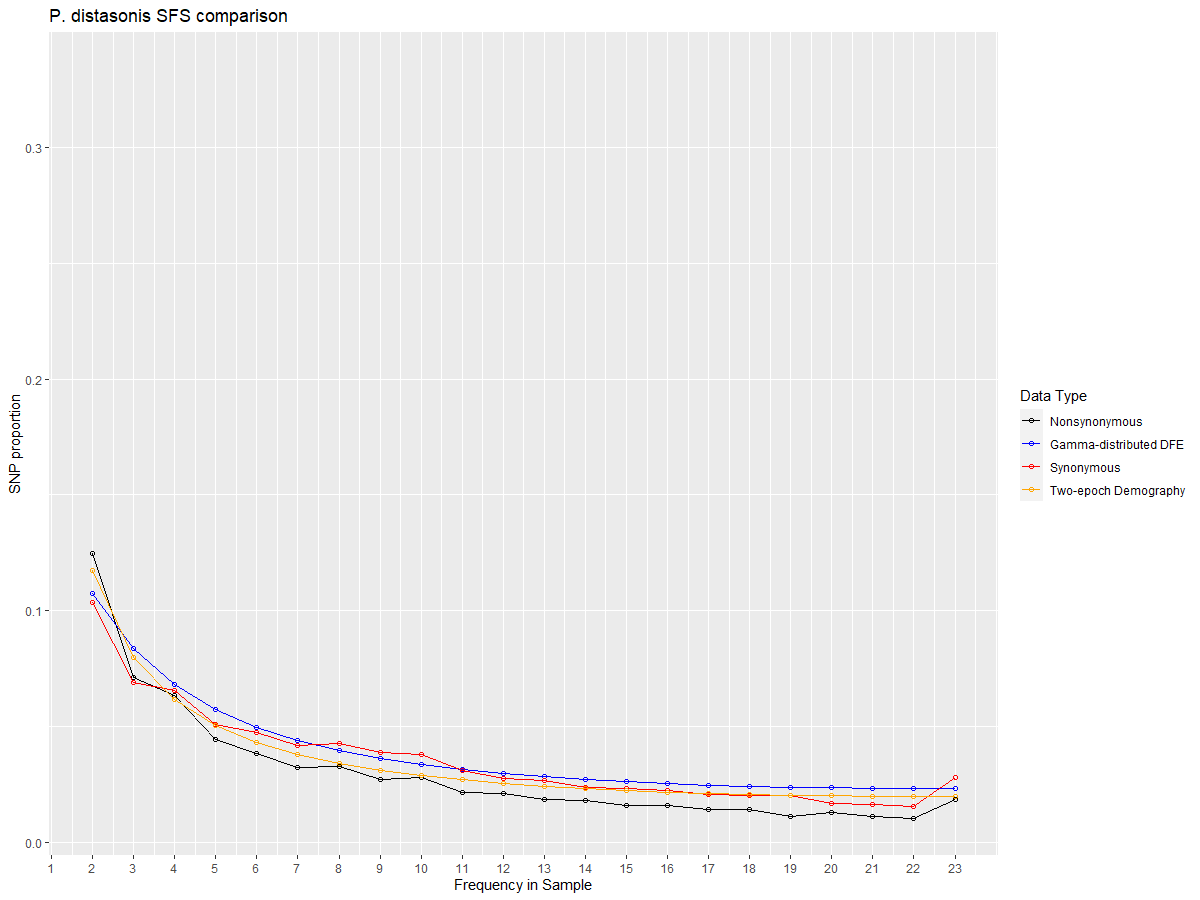 P. distasonis SFS comparison
SNP proportion
0.3
0.2
0.1
0.0
1 2 3 4 5 6 7 8 9 10 11 12 13 14 15 16 17 18 19 20 21 22 23
Frequency in Sample
Data Type
Nonsynonymous
Gamma-distributed DFE
Synonymous
Two-epoch Demography